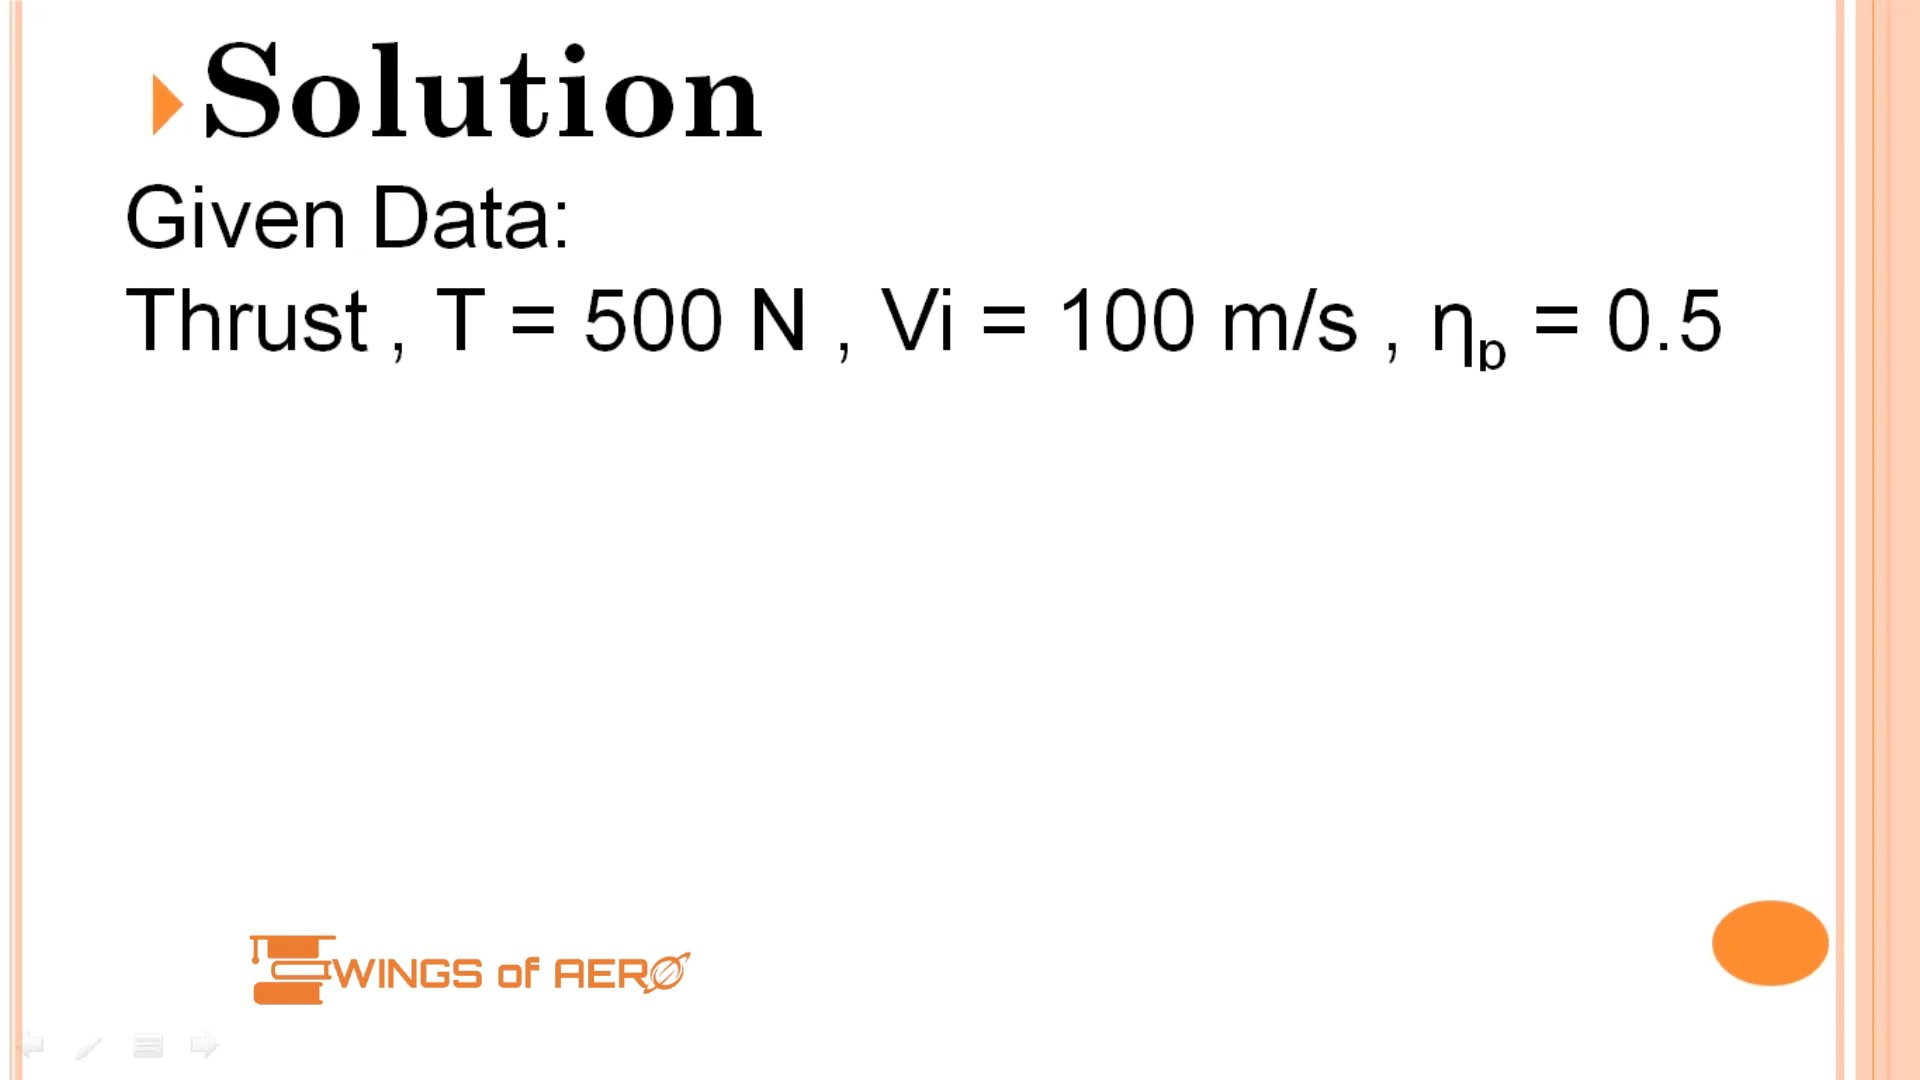 Solution
Given Data:
Thrust , T = 500 N , Vi = 100 m/s , ηₚ = 0.5
WINGS of AERO